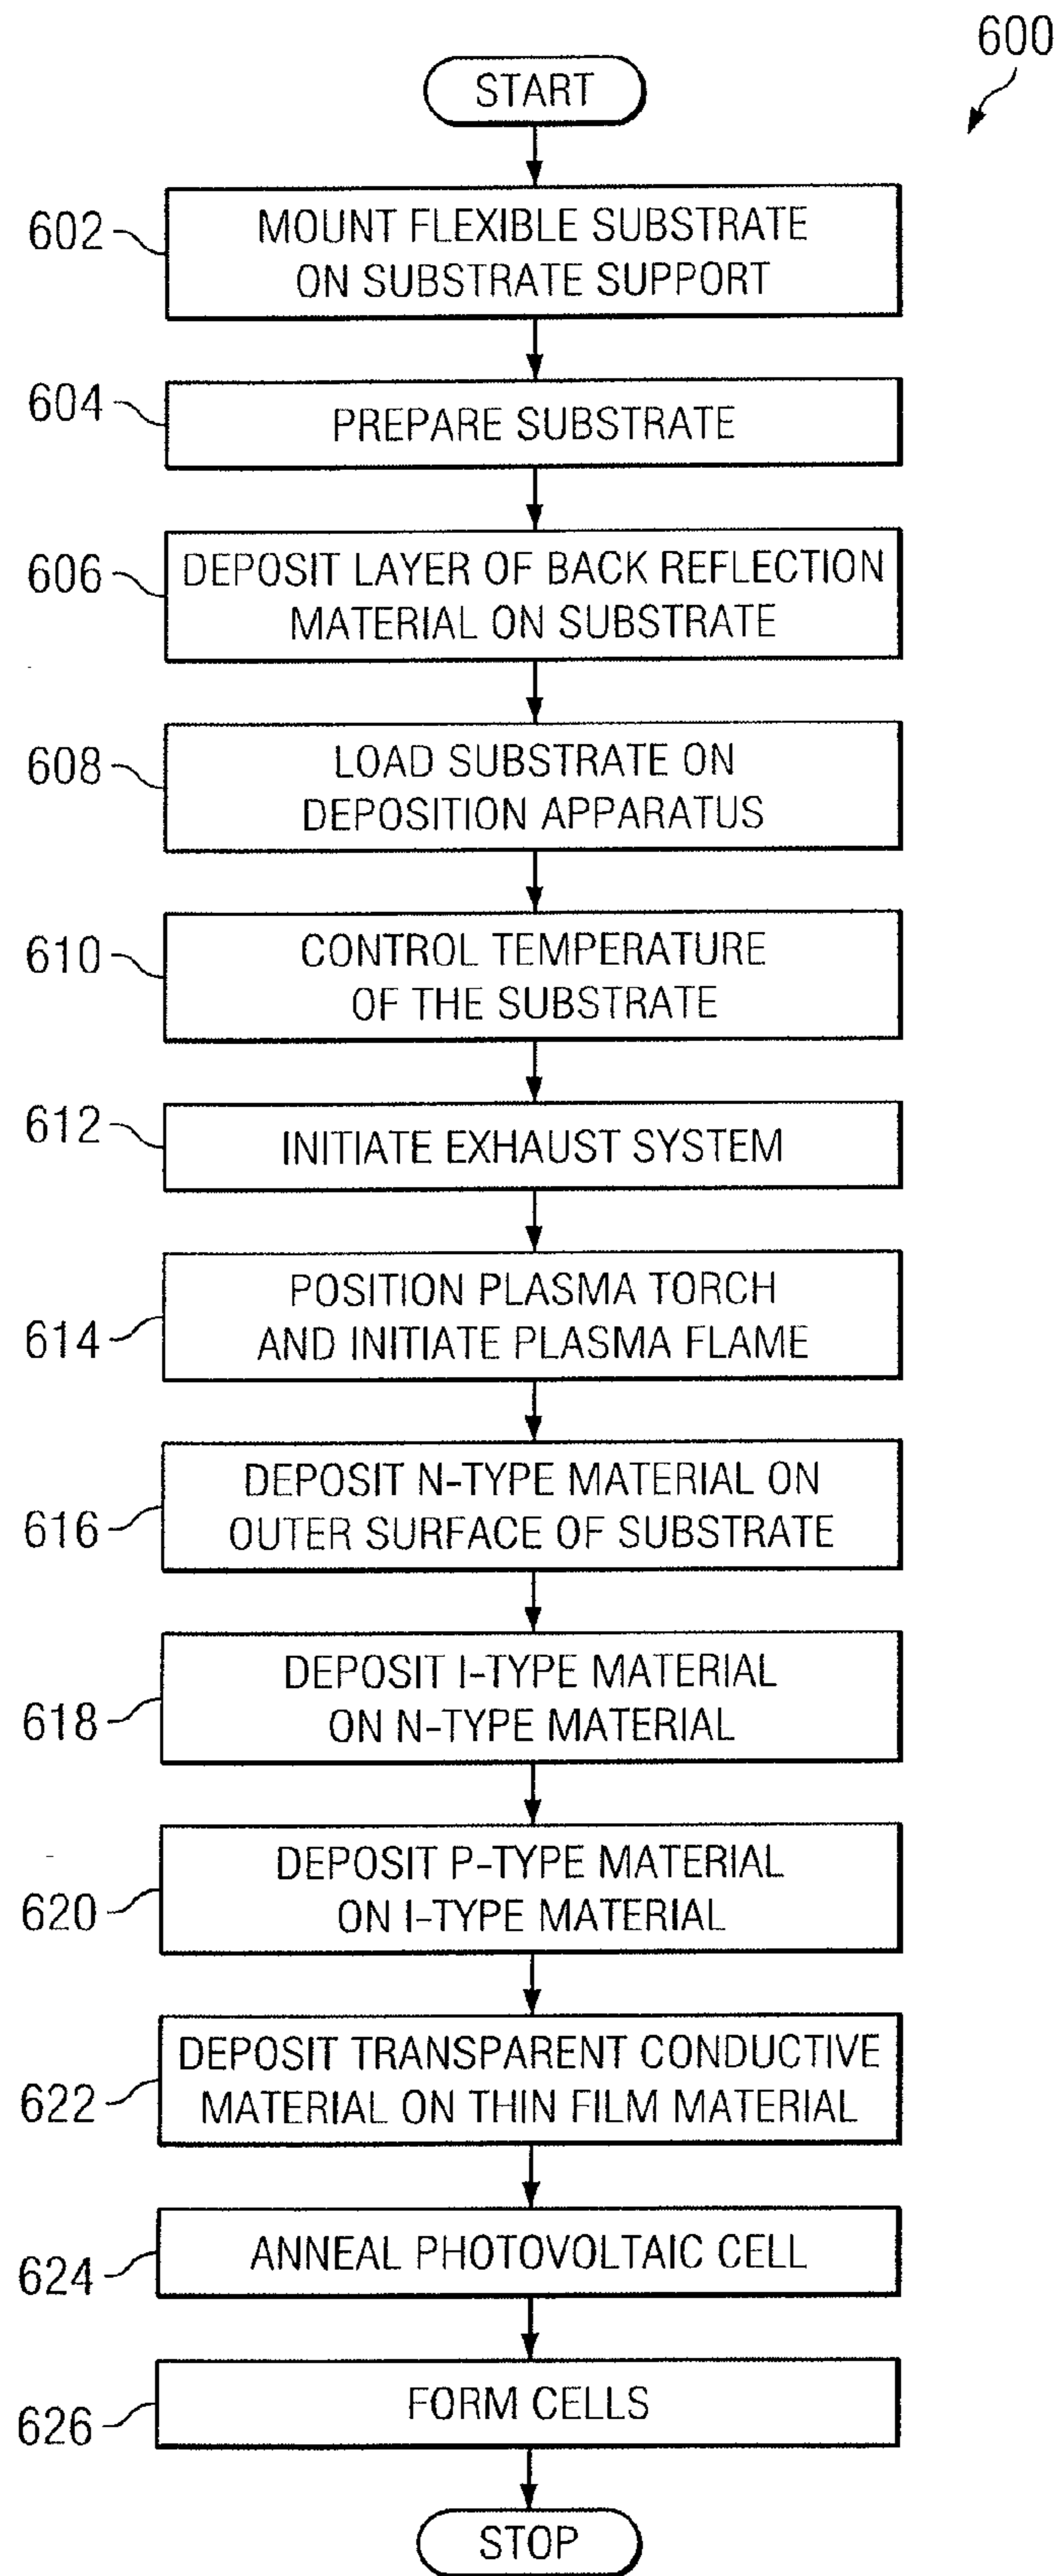 600
START
602
MOUNT FLEXIBLE SUBSTRATE
ON SUBSTRATE SUPPORT
604
PREPARE SUBSTRATE
606
DEPOSIT LAYER OF BACK REFLECTION
MATERIAL ON SUBSTRATE
608
LOAD SUBSTRATE ON
DEPOSITION APPARATUS
610
CONTROL TEMPERATURE
OF THE SUBSTRATE
612
INITIATE EXHAUST SYSTEM
614
POSITION PLASMA TORCH
AND INITIATE PLASMA FLAME
616
DEPOSIT N-TYPE MATERIAL ON
OUTER SURFACE OF SUBSTRATE
618
DEPOSIT I-TYPE MATERIAL
ON N-TYPE MATERIAL
620
DEPOSIT P-TYPE MATERIAL
ON I-TYPE MATERIAL
622
DEPOSIT TRANSPARENT CONDUCTIVE
MATERIAL ON THIN FILM MATERIAL
624
ANNEAL PHOTOVOLTAIC CELL
626
FORM CELLS
STOP